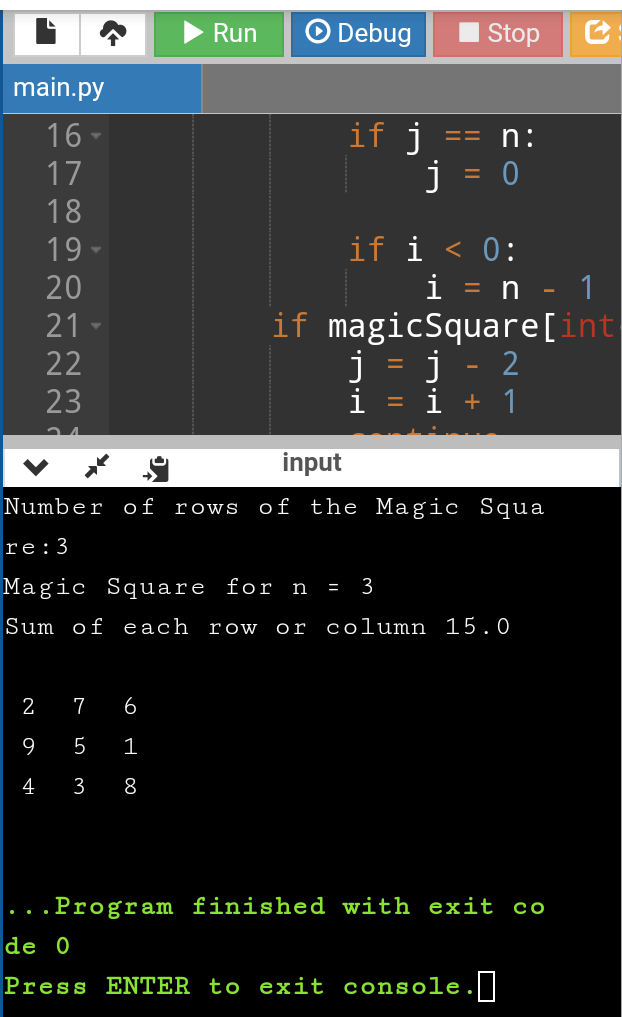 Run Debug Stop
main.py
16 if j == n:
17 j = 0
18
19 if i < 0:
20 i = n - 1
21 if magicSquare[int
22 j = j - 2
23 i = i + 1
24 continue
input
Number of rows of the Magic Squa
re:3
Magic Square for n = 3
Sum of each row or column 15.0
2 7 6
9 5 1
4 3 8
...Program finished with exit co
de 0
Press ENTER to exit console.